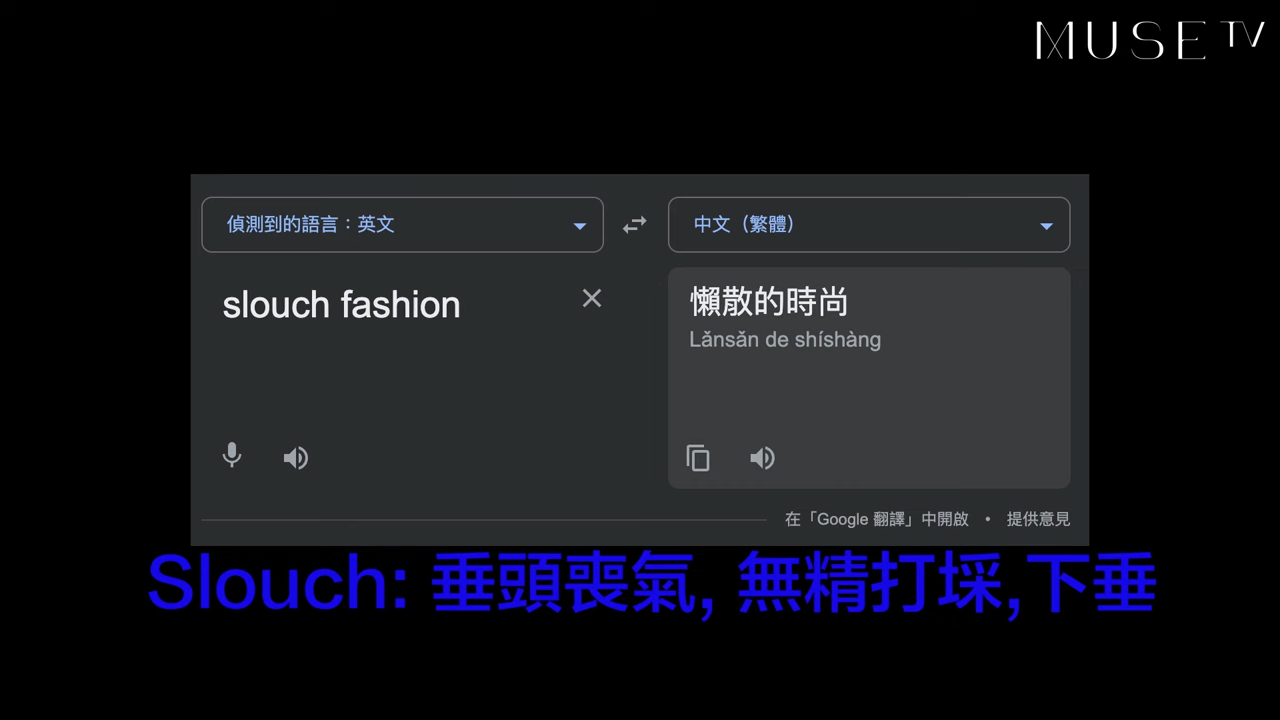 MUSE TV
偵測到的語言：英文
中文（繁體）
slouch fashion
懶散的時尚
Lǎnsǎn de shíshàng
在「Google 翻譯」中開啟 • 提供意見
Slouch: 垂頭喪氣, 無精打埰,下垂